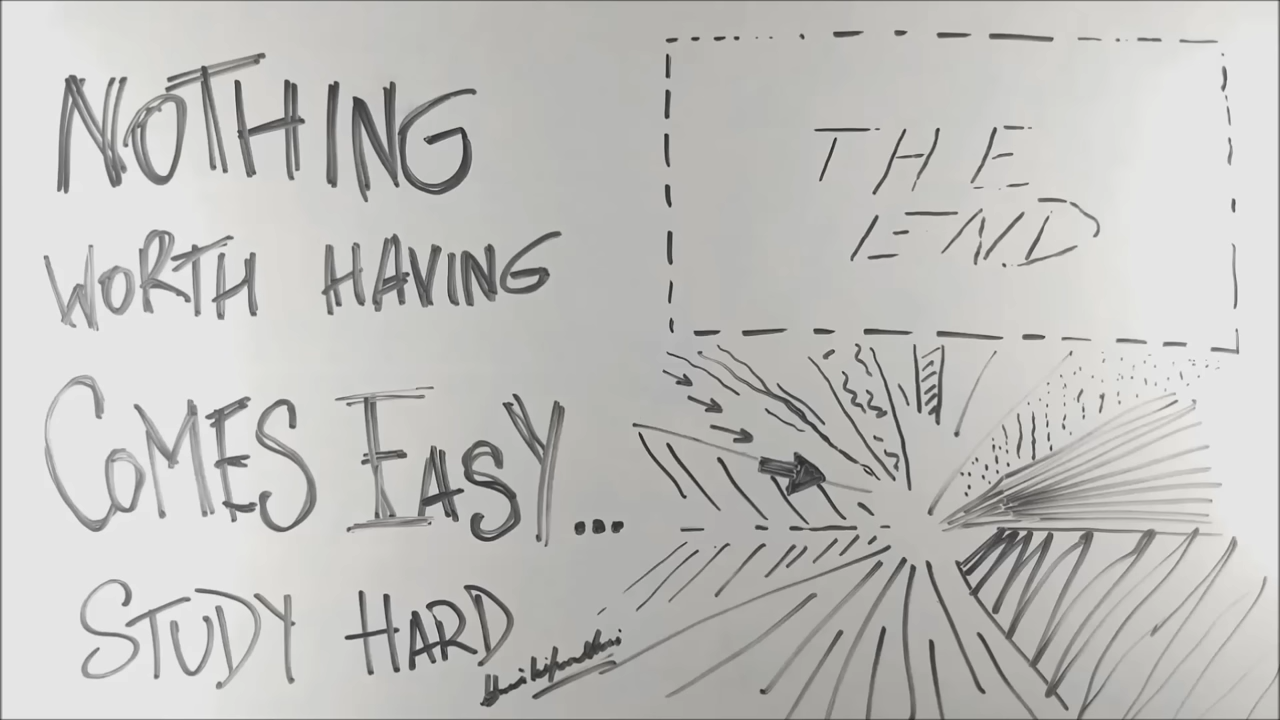 NOTHING
WORTH HAVING
COMES EASY...
STUDY HARD
THE
END